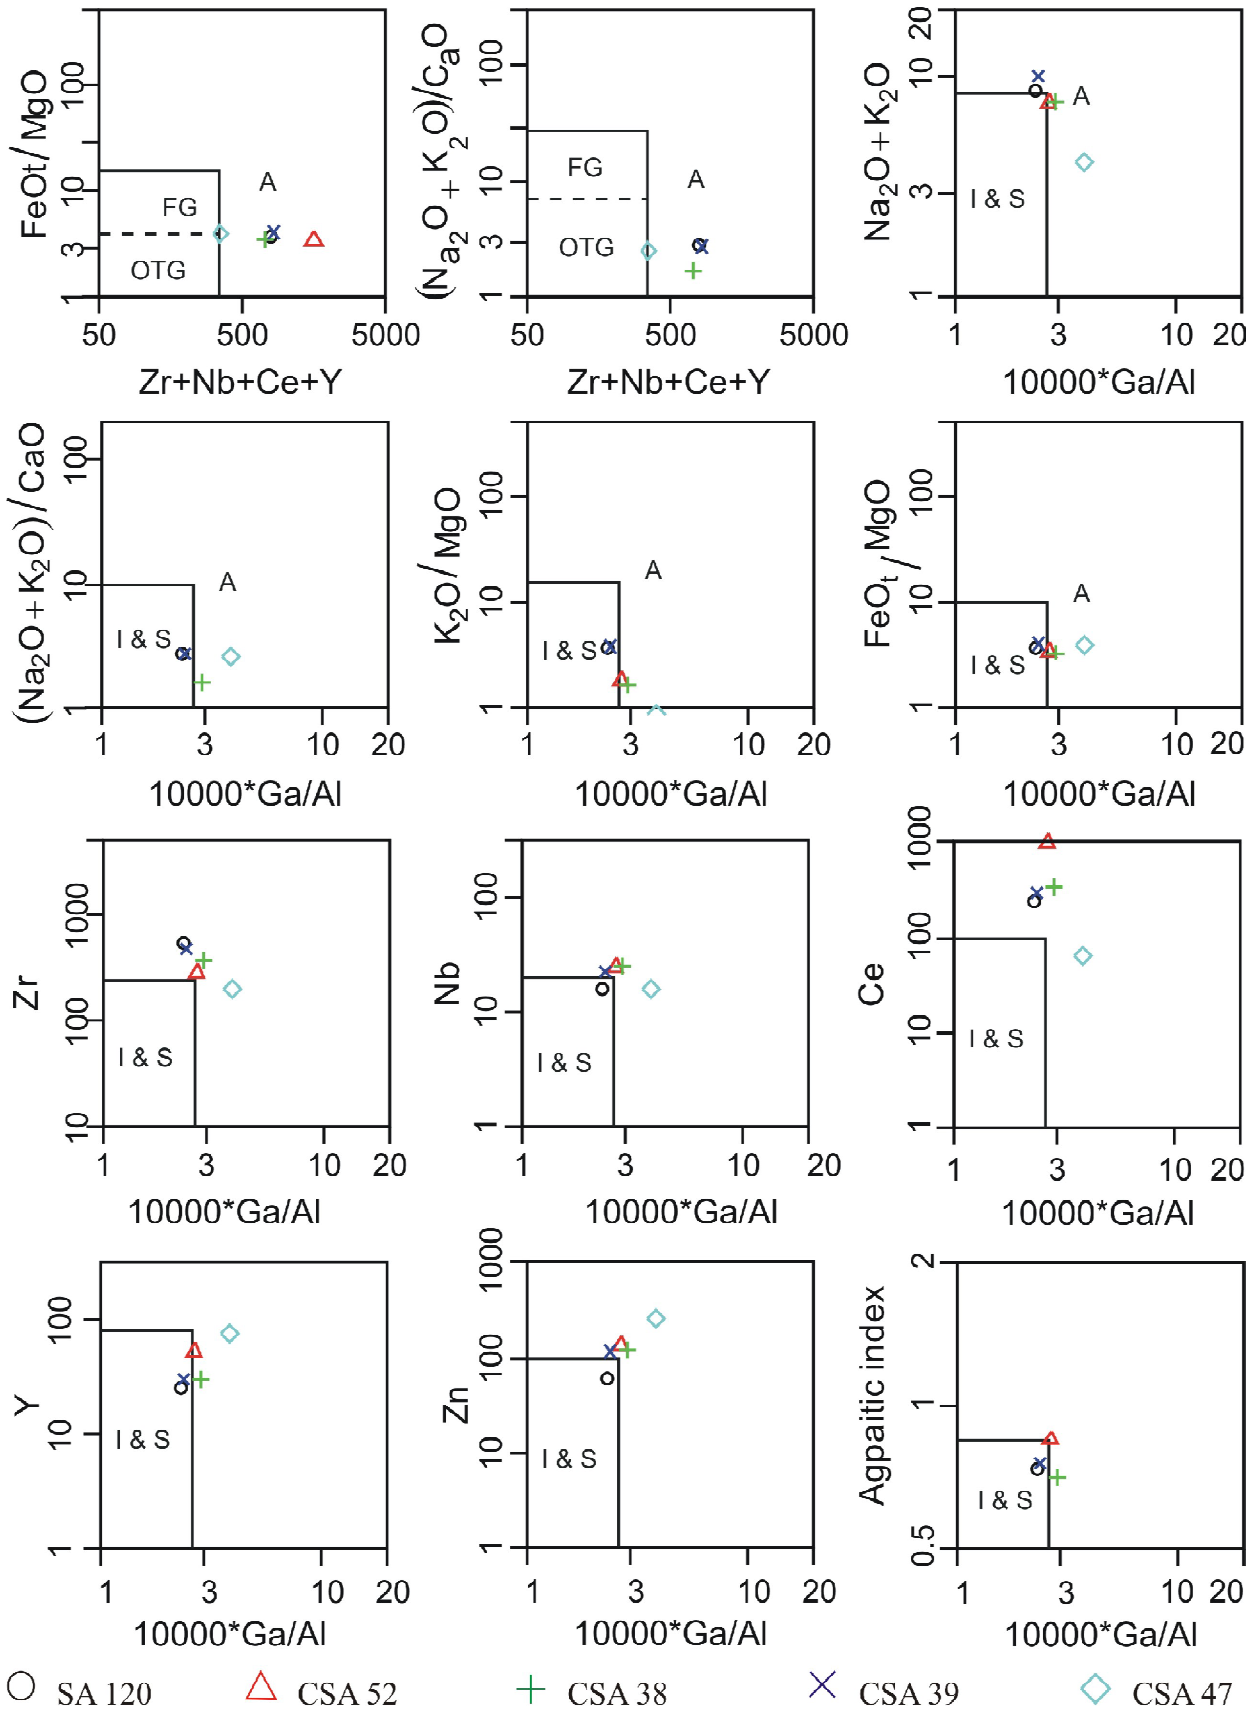 FeOt/MgO
100
10
3
1
A
FG
OTG
50
500
5000
Zr+Nb+Ce+Y
(Na2O+K2O)/CaO
100
10
3
1
FG
A
OTG
50
500
5000
Zr+Nb+Ce+Y
Na2O+K2O
20
10
3
1
A
I & S
1
3
10
20
10000*Ga/Al
(Na2O+K2O)/CaO
100
10
1
A
I & S
1
3
10
20
10000*Ga/Al
K2O/MgO
100
10
1
A
I & S
1
3
10
20
10000*Ga/Al
FeOt/MgO
100
10
1
A
I & S
1
3
10
20
10000*Ga/Al
Zr
1000
100
10
I & S
1
3
10
20
10000*Ga/Al
Nb
100
10
1
I & S
1
3
10
20
10000*Ga/Al
Ce
1000
100
10
1
I & S
1
3
10
20
10000*Ga/Al
Y
100
10
1
I & S
1
3
10
20
10000*Ga/Al
Zn
1000
100
10
1
I & S
1
3
10
20
10000*Ga/Al
Agpaitic index
2
1
0.5
I & S
1
3
10
20
10000*Ga/Al
SA 120
CSA 52
CSA 38
CSA 39
CSA 47